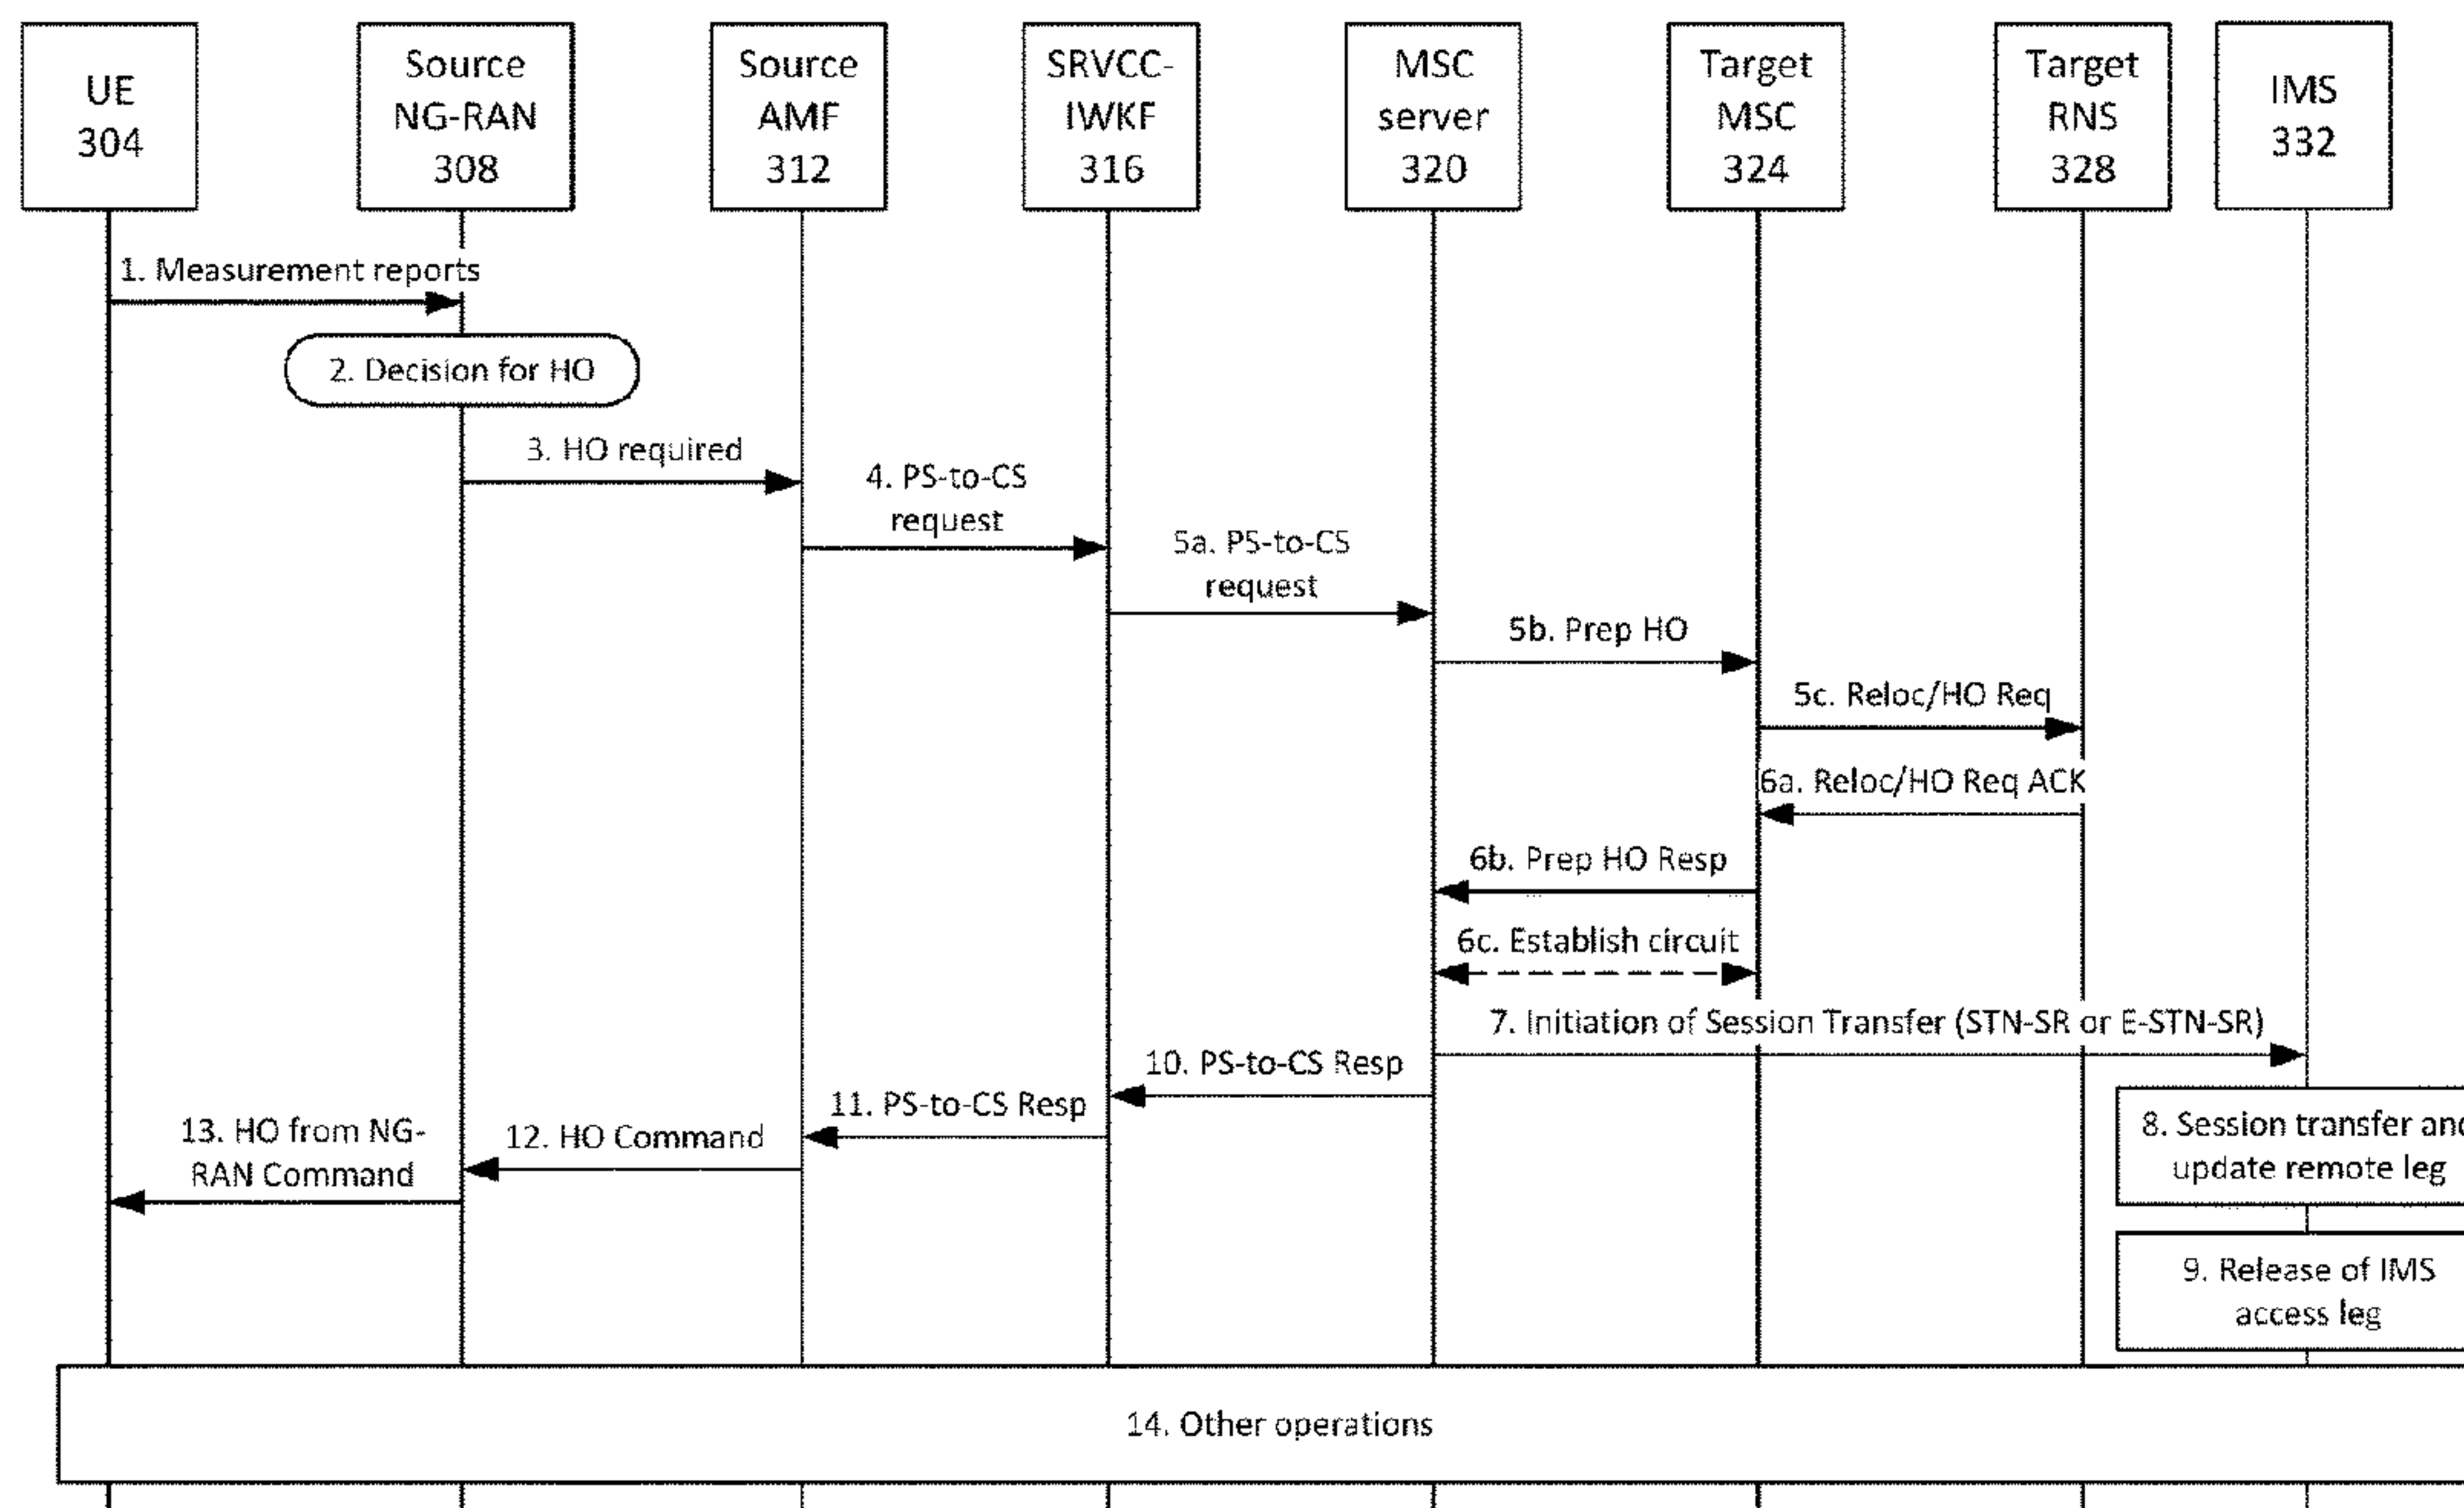 UE
304
Source
NG-RAN
308
Source
AMF
312
SRVCC-
IWKF
316
MSC
server
320
Target
MSC
324
Target
RNS
328
IMS
332
1. Measurement reports
2. Decision for HO
3. HO required
4. PS-to-CS
request
5a. PS-to-CS
request
5b. Prep HO
5c. Reloc/HO Req
6a. Reloc/HO Req ACK
6b. Prep HO Resp
6c. Establish circuit
7. Initiation of Session Transfer (STN-SR or E-STN-SR)
8. Session transfer and
update remote leg
9. Release of IMS
access leg
10. PS-to-CS Resp
11. PS-to-CS Resp
12. HO Command
13. HO from NG-
RAN Command
14. Other operations